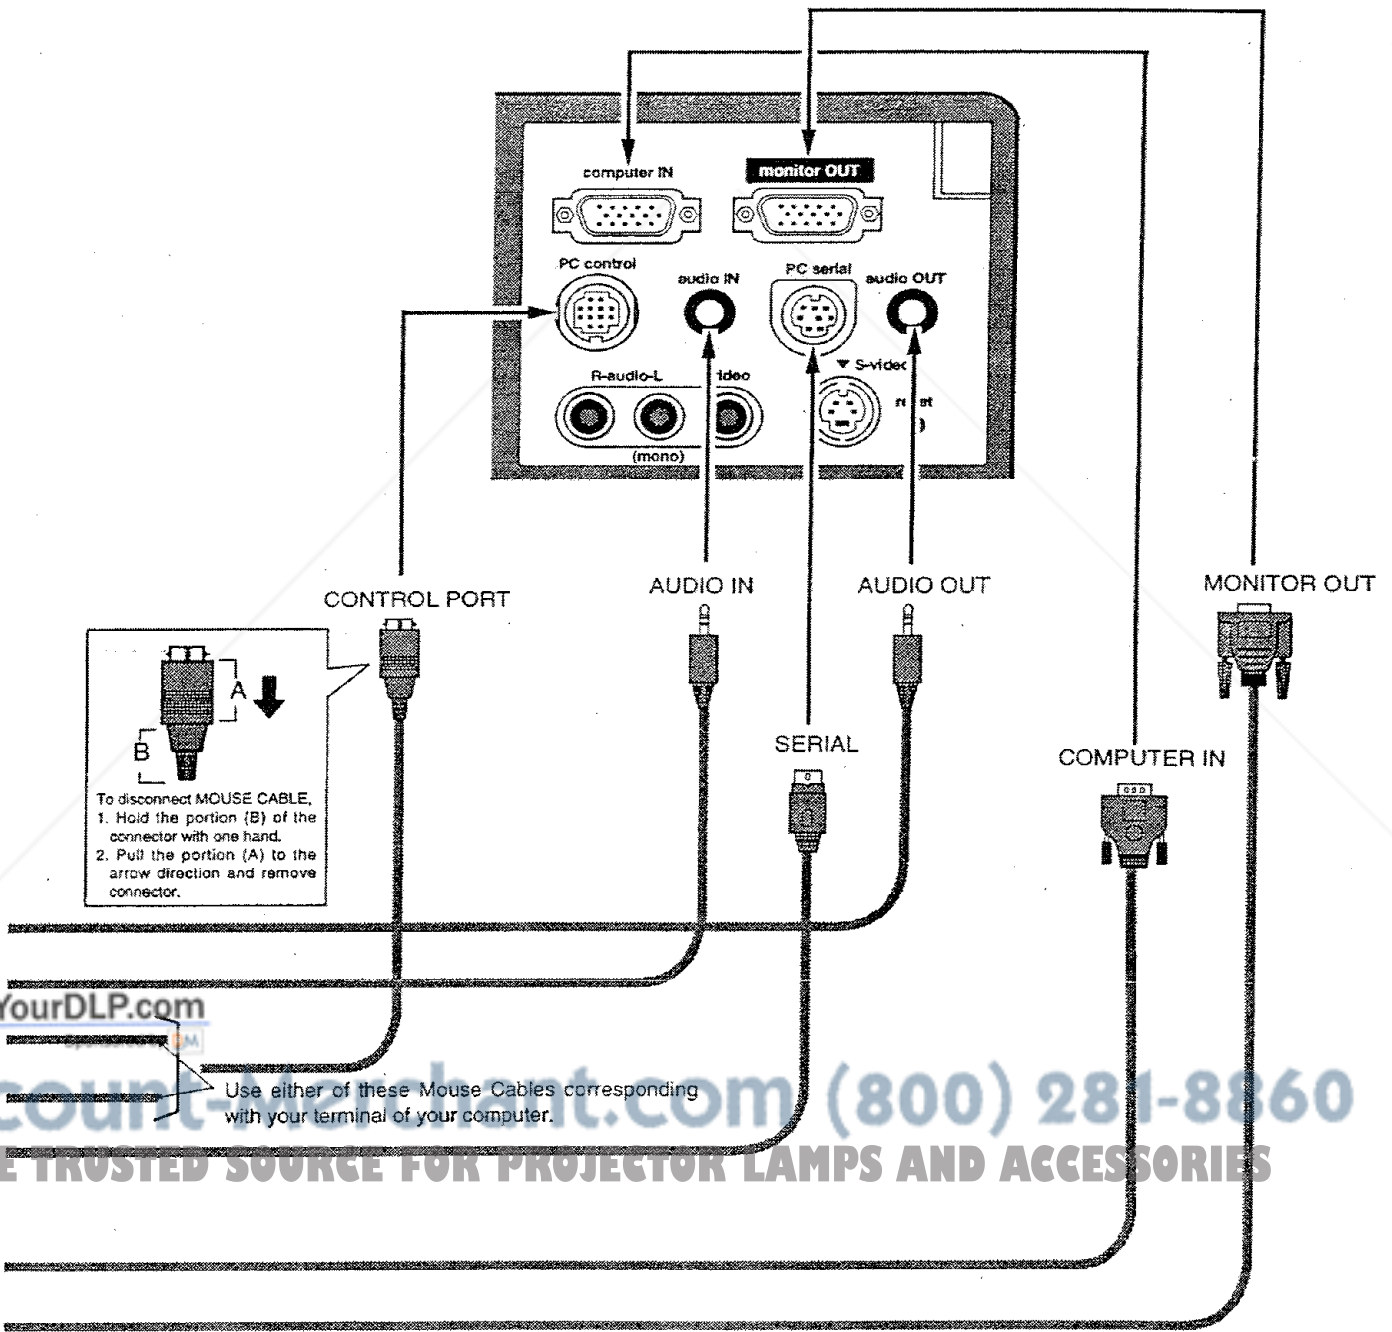 computer IN
monitor OUT
PC control
audio IN
PC serial
audio OUT
R-audio-L
S-video
(mono)
CONTROL PORT
AUDIO IN
AUDIO OUT
MONITOR OUT
A
B
To disconnect MOUSE CABLE,
1. Hold the portion (B) of the
connector with one hand.
2. Pull the portion (A) to the
arrow direction and remove
connector.
SERIAL
COMPUTER IN
YourDLP.com
Use either of these Mouse Cables corresponding
with your terminal of your computer.
(800) 281-8860
TRUSTED SOURCE FOR PROJECTOR LAMPS AND ACCESSORIES